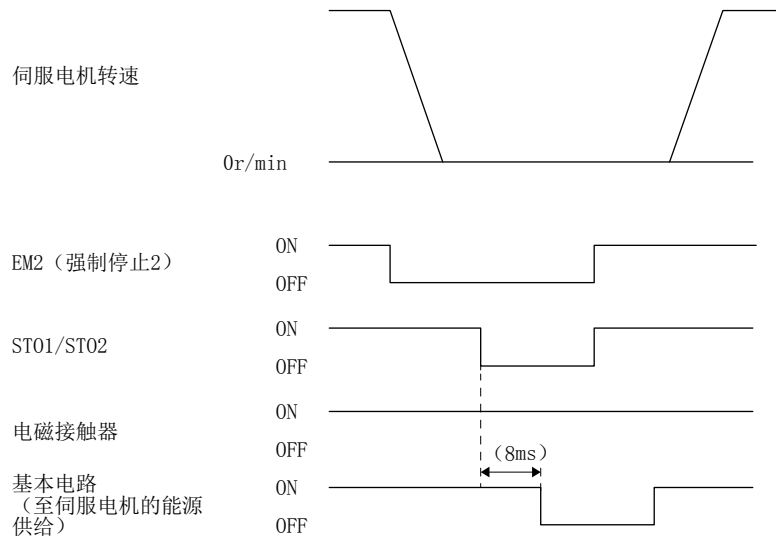 伺服电机转速
0r/min
EM2（强制停止2）
ON
OFF
STO1/STO2
ON
OFF
电磁接触器
ON
OFF
(8ms)
基本电路
（至伺服电机的能源
供给）
ON
OFF